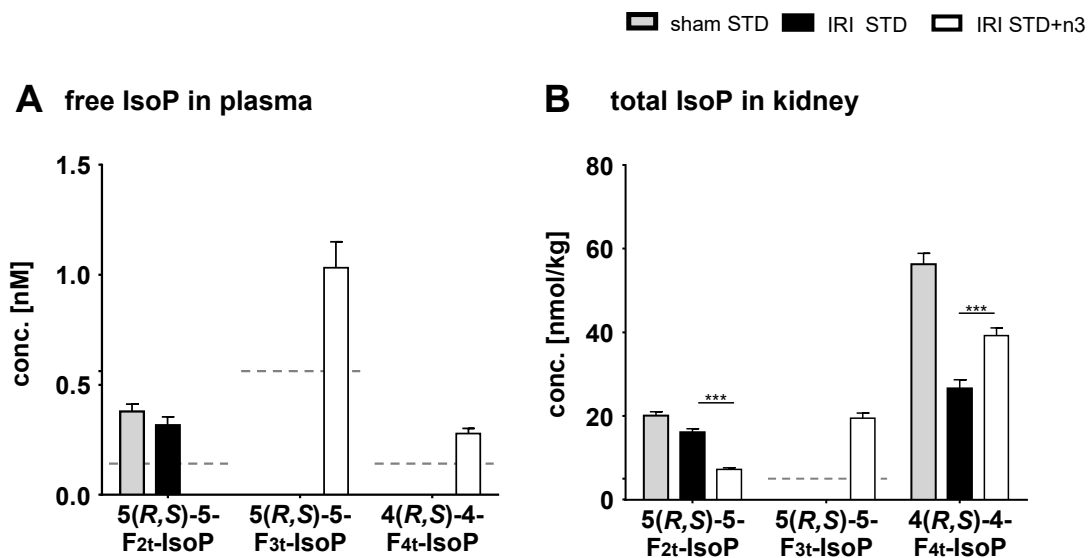 sham STD IRI STD IRI STD+n3
A free IsoP in plasma
conc. [nM]
1.5
1.0
0.5
0.0
5(R,S)-5-
F2t-IsoP
5(R,S)-5-
F3t-IsoP
4(R,S)-4-
F4t-IsoP
B total IsoP in kidney
conc. [nmol/kg]
80
60
40
20
0
***
***
5(R,S)-5-
F2t-IsoP
5(R,S)-5-
F3t-IsoP
4(R,S)-4-
F4t-IsoP